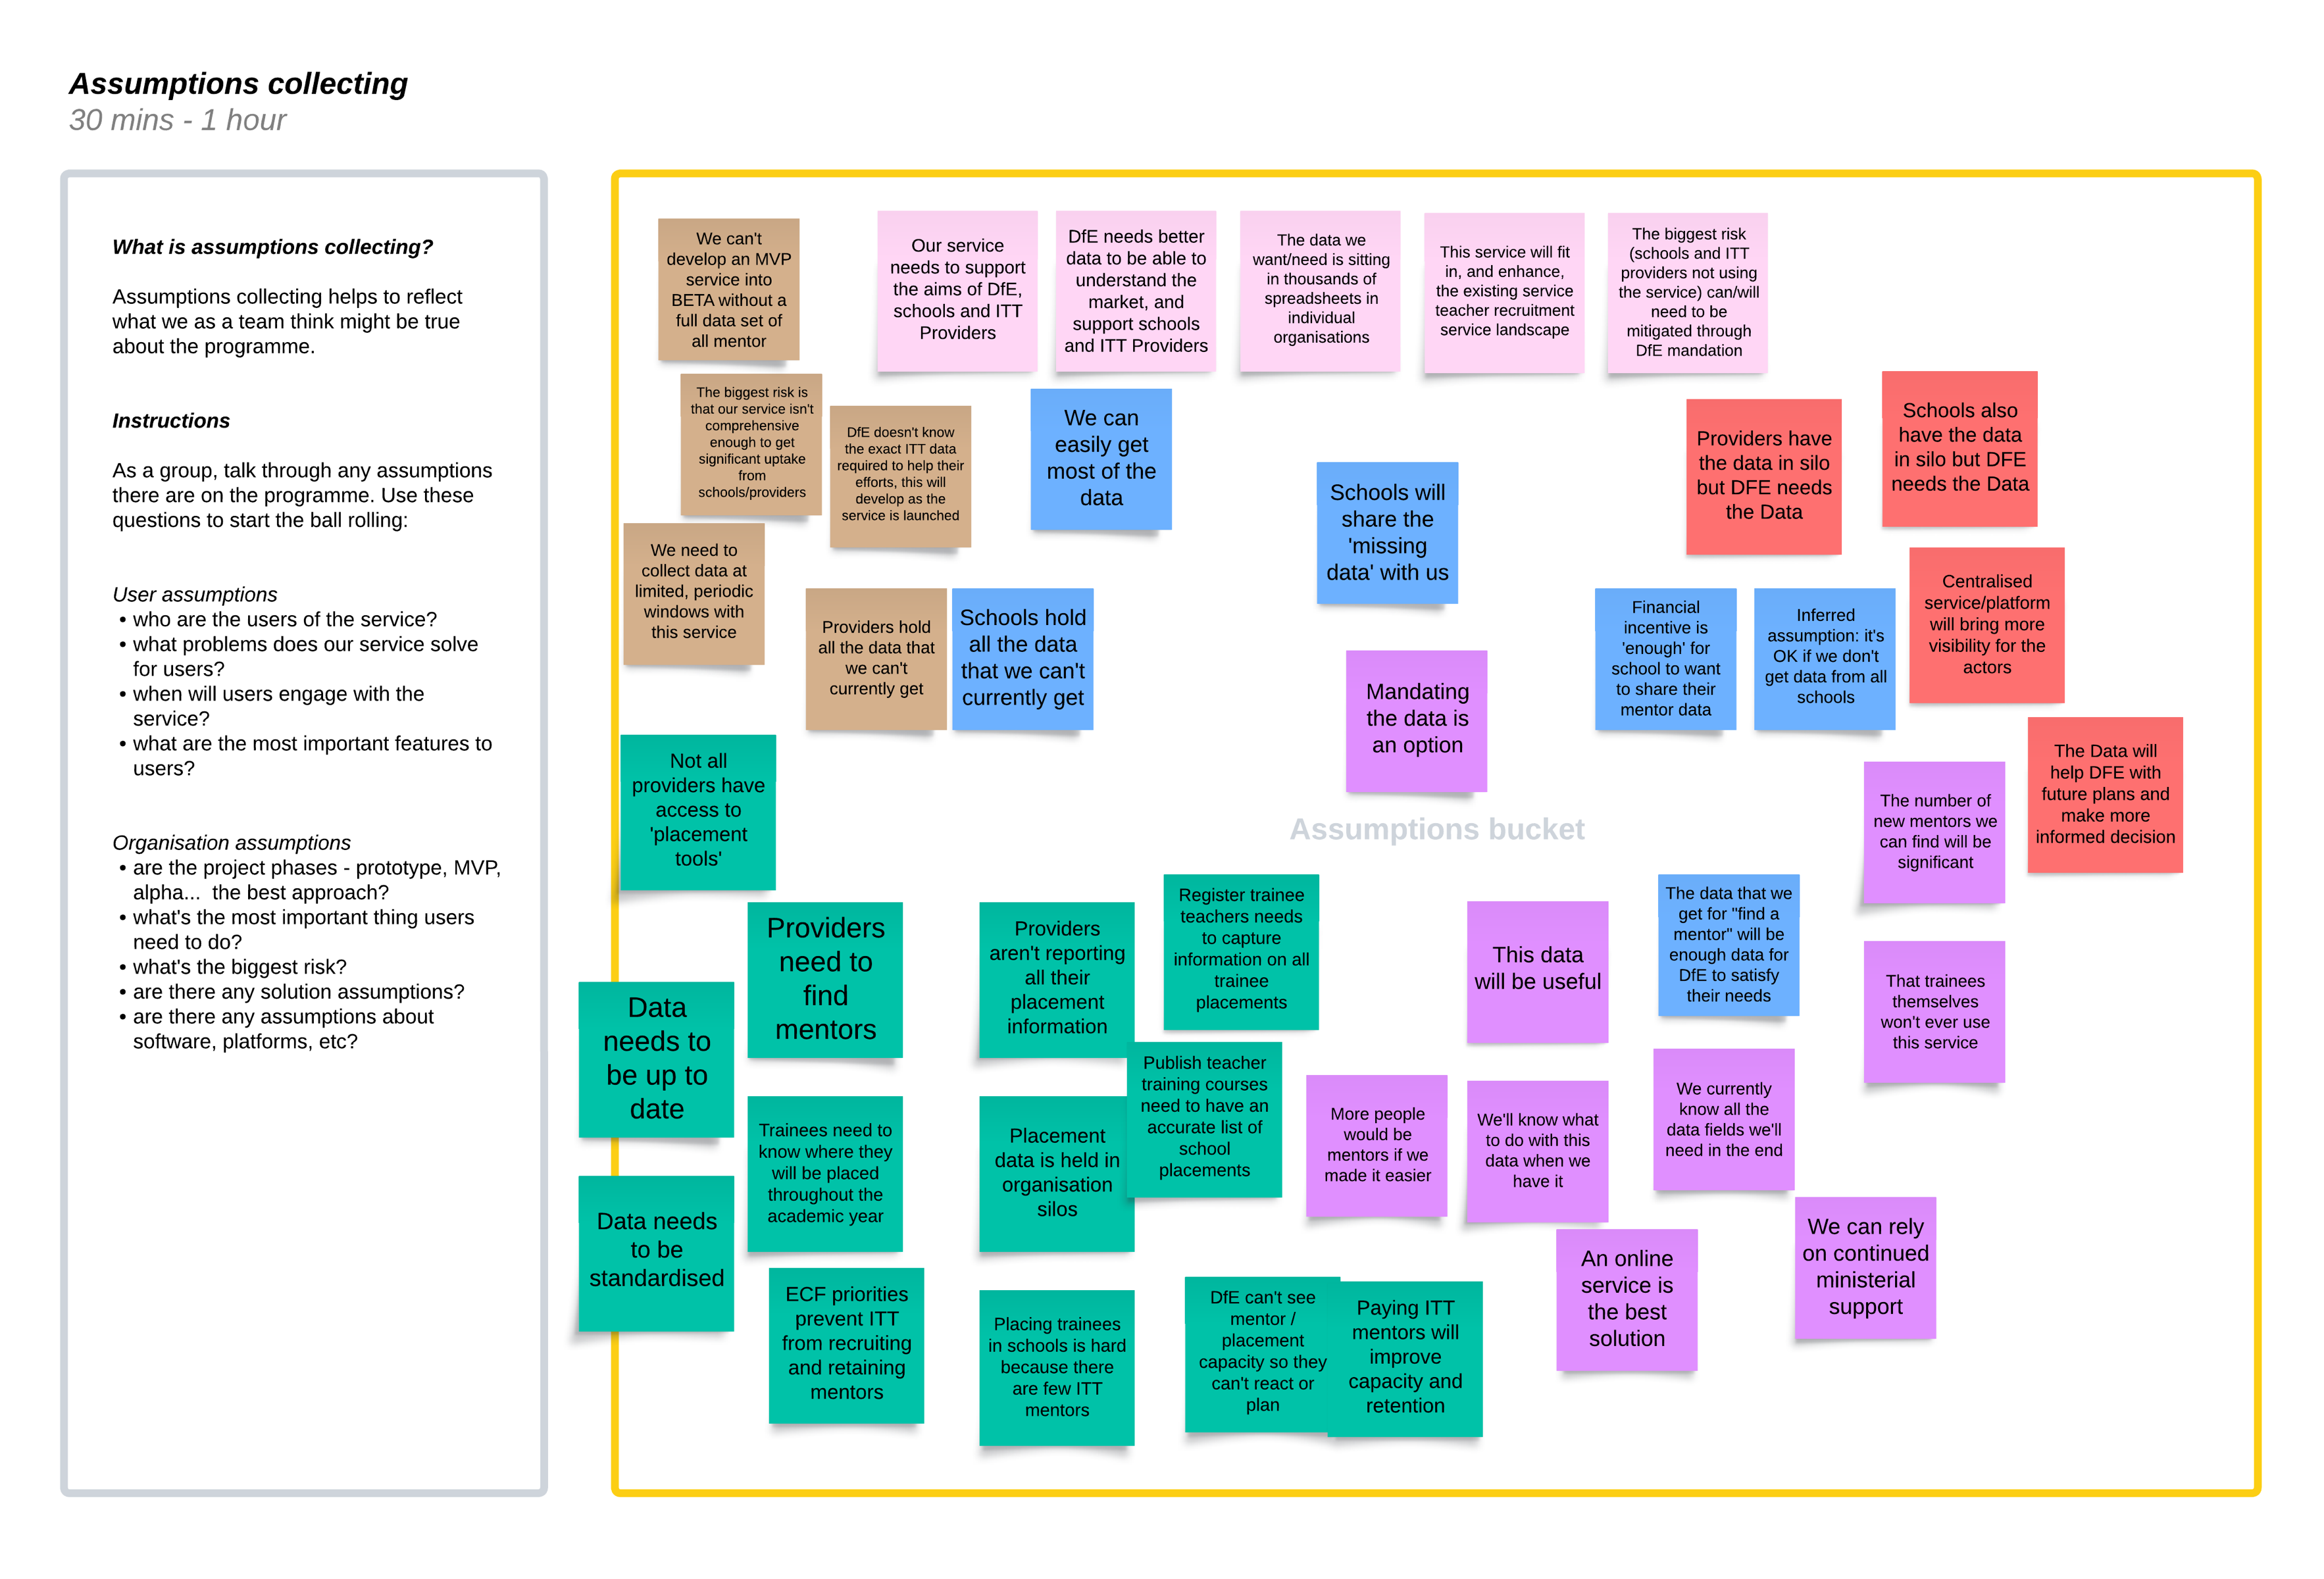 Assumptions collecting
30 mins - 1 hour
What is assumptions collecting?
Assumptions collecting helps to reflect
what we as a team think might be true
about the programme.
Instructions
As a group, talk through any assumptions
there are on the programme. Use these
questions to start the ball rolling:
User assumptions
• who are the users of the service?
• what problems does our service solve
for users?
• when will users engage with the
service?
• what are the most important features to
users?
Organisation assumptions
• are the project phases - prototype, MVP,
alpha...  the best approach?
• what's the most important thing users
need to do?
• what's the biggest risk?
• are there any solution assumptions?
• are there any assumptions about
software, platforms, etc?
We can't
develop an MVP
service into
BETA without a
full data set of
all mentor
Our service
needs to support
the aims of DfE,
schools and ITT
Providers
DfE needs better
data to be able to
understand the
market, and
support schools
and ITT Providers
The data we
want/need is sitting
in thousands of
spreadsheets in
individual
organisations
This service will fit
in, and enhance,
the existing service
teacher recruitment
service landscape
The biggest risk
(schools and ITT
providers not using
the service) can/will
need to be
mitigated through
DfE mandation
The biggest risk is
that our service isn't
comprehensive
enough to get
significant uptake
from
schools/providers
DfE doesn't know
the exact ITT data
required to help their
efforts, this will
develop as the
service is launched
We can
easily get
most of the
data
Schools will
share the
'missing
data' with us
Providers have
the data in silo
but DFE needs
the Data
Schools also
have the data
in silo but DFE
needs the Data
We need to
collect data at
limited, periodic
windows with
this service
Providers hold
all the data that
we can't
currently get
Schools hold
all the data
that we can't
currently get
Mandating
the data is
an option
Financial
incentive is
'enough' for
school to want
to share their
mentor data
Inferred
assumption: it's
OK if we don't
get data from all
schools
Centralised
service/platform
will bring more
visibility for the
actors
Not all
providers have
access to
'placement
tools'
Assumptions bucket
The number of
new mentors we
can find will be
significant
The Data will
help DFE with
future plans and
make more
informed decision
Data
needs to
be up to
date
Providers
need to
find
mentors
Providers
aren't reporting
all their
placement
information
Register trainee
teachers needs
to capture
information on all
trainee
placements
This data
will be useful
The data that we
get for "find a
mentor" will be
enough data for
DfE to satisfy
their needs
That trainees
themselves
won't ever use
this service
Trainees need to
know where they
will be placed
throughout the
academic year
Placement
data is held in
organisation
silos
Publish teacher
training courses
need to have an
accurate list of
school
placements
More people
would be
mentors if we
made it easier
We'll know what
to do with this
data when we
have it
We currently
know all the
data fields we'll
need in the end
Data needs
to be
standardised
ECF priorities
prevent ITT
from recruiting
and retaining
mentors
Placing trainees
in schools is hard
because there
are few ITT
mentors
DfE can't see
mentor /
placement
capacity so they
can't react or
plan
Paying ITT
mentors will
improve
capacity and
retention
An online
service is
the best
solution
We can rely
on continued
ministerial
support